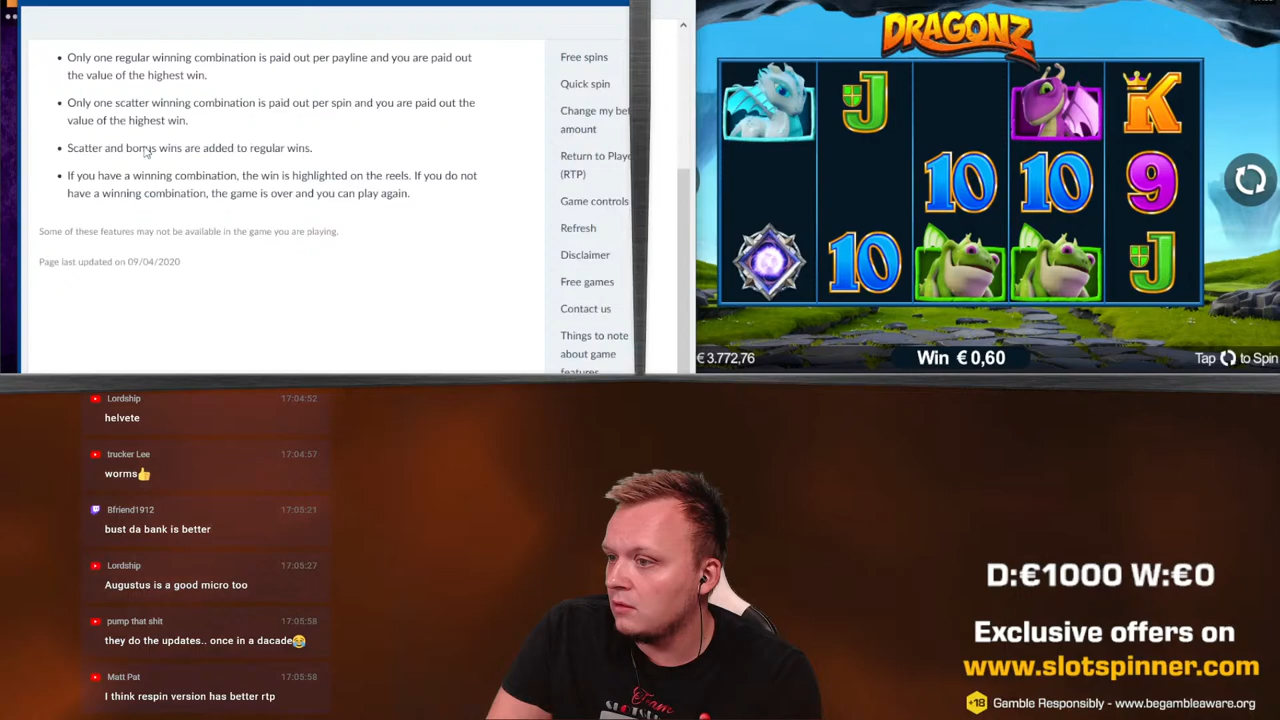 • Only one regular winning combination is paid out per payline and you are paid out
the value of the highest win.
• Only one scatter winning combination is paid out per spin and you are paid out the
value of the highest win.
• Scatter and bonus wins are added to regular wins.
• If you have a winning combination, the win is highlighted on the reels. If you do not
have a winning combination, the game is over and you can play again.
Some of these features may not be available in the game you are playing.
Page last updated on 09/04/2020
Free spins
Quick spin
Change my bet
amount
Return to Playe
(RTP)
Game controls
Refresh
Disclaimer
Free games
Contact us
Things to note
about game
features
DRAGONZ
J
K
10
10
9
10
J
€ 3.772,76
Win € 0,60
Tap to Spin
Lordship 17:04:52
helvete
trucker Lee 17:04:57
worms👍
Bfriend1912 17:05:21
bust da bank is better
Lordship 17:05:27
Augustus is a good micro too
pump that shit 17:05:58
they do the updates.. once in a dacade😂
Matt Pat 17:05:58
I think respin version has better rtp
Team
D:€1000 W:€0
Exclusive offers on
www.slotspinner.com
+18 Gamble Responsibly - www.begambleaware.org